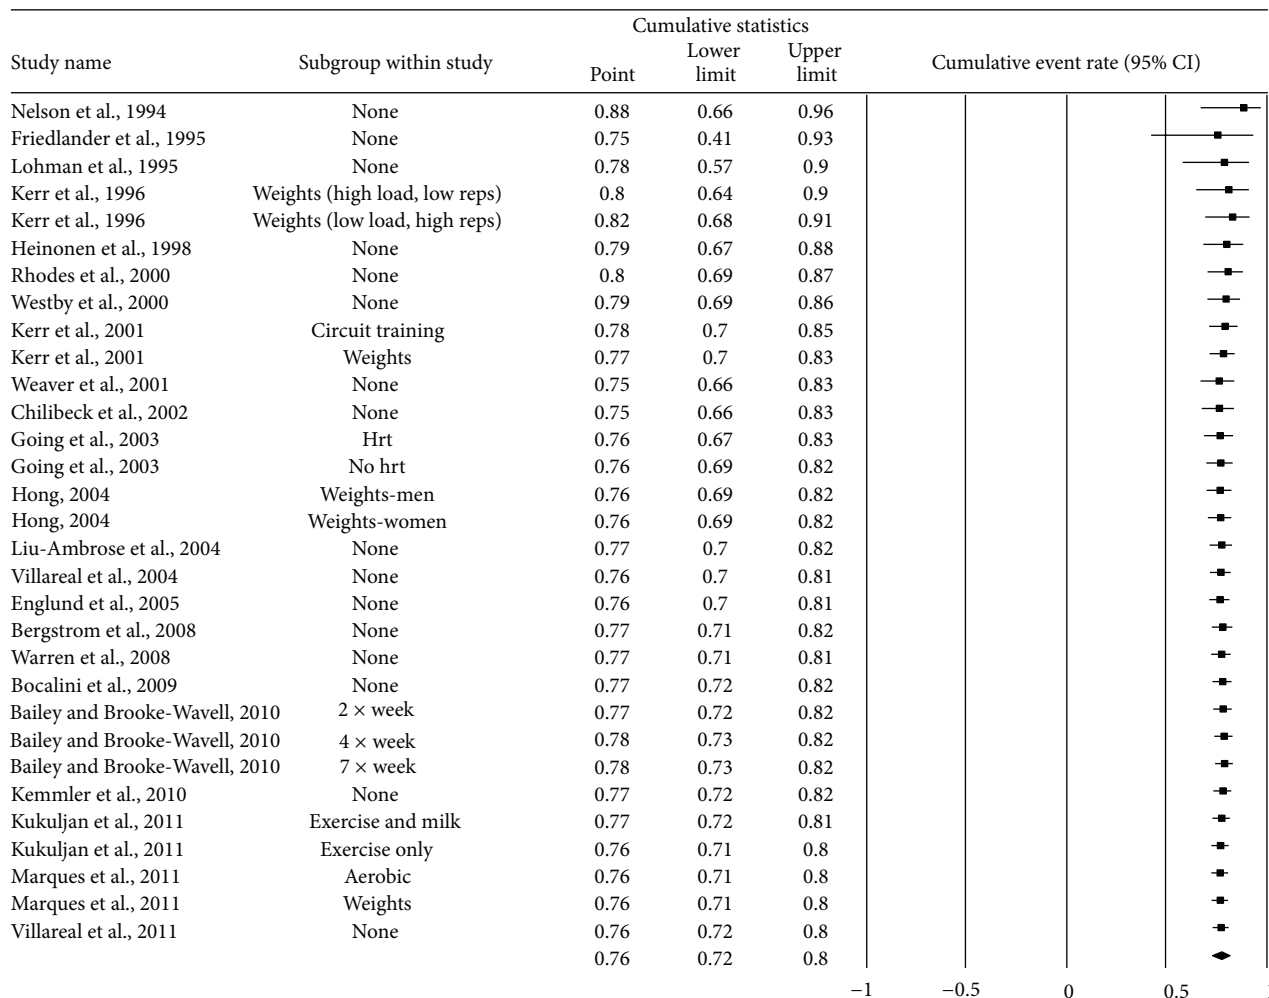 Cumulative statistics
Study name Subgroup within study Point Lower limit Upper limit Cumulative event rate (95% CI)
Nelson et al., 1994 None 0.88 0.66 0.96
Friedlander et al., 1995 None 0.75 0.41 0.93
Lohman et al., 1995 None 0.78 0.57 0.9
Kerr et al., 1996 Weights (high load, low reps) 0.8 0.64 0.9
Kerr et al., 1996 Weights (low load, high reps) 0.82 0.68 0.91
Heinonen et al., 1998 None 0.79 0.67 0.88
Rhodes et al., 2000 None 0.8 0.69 0.87
Westby et al., 2000 None 0.79 0.69 0.86
Kerr et al., 2001 Circuit training 0.78 0.7 0.85
Kerr et al., 2001 Weights 0.77 0.7 0.83
Weaver et al., 2001 None 0.75 0.66 0.83
Chilibeck et al., 2002 None 0.75 0.66 0.83
Going et al., 2003 Hrt 0.76 0.67 0.83
Going et al., 2003 No hrt 0.76 0.69 0.82
Hong, 2004 Weights-men 0.76 0.69 0.82
Hong, 2004 Weights-women 0.76 0.69 0.82
Liu-Ambrose et al., 2004 None 0.77 0.7 0.82
Villareal et al., 2004 None 0.76 0.7 0.81
Englund et al., 2005 None 0.76 0.7 0.81
Bergstrom et al., 2008 None 0.77 0.71 0.82
Warren et al., 2008 None 0.77 0.71 0.81
Bocalini et al., 2009 None 0.77 0.72 0.82
Bailey and Brooke-Wavell, 2010 2 × week 0.77 0.72 0.82
Bailey and Brooke-Wavell, 2010 4 × week 0.78 0.73 0.82
Bailey and Brooke-Wavell, 2010 7 × week 0.78 0.73 0.82
Kemmler et al., 2010 None 0.77 0.72 0.82
Kukuljan et al., 2011 Exercise and milk 0.77 0.72 0.81
Kukuljan et al., 2011 Exercise only 0.76 0.71 0.8
Marques et al., 2011 Aerobic 0.76 0.71 0.8
Marques et al., 2011 Weights 0.76 0.71 0.8
Villareal et al., 2011 None 0.76 0.72 0.8
0.76 0.72 0.8
−1 −0.5 0 0.5